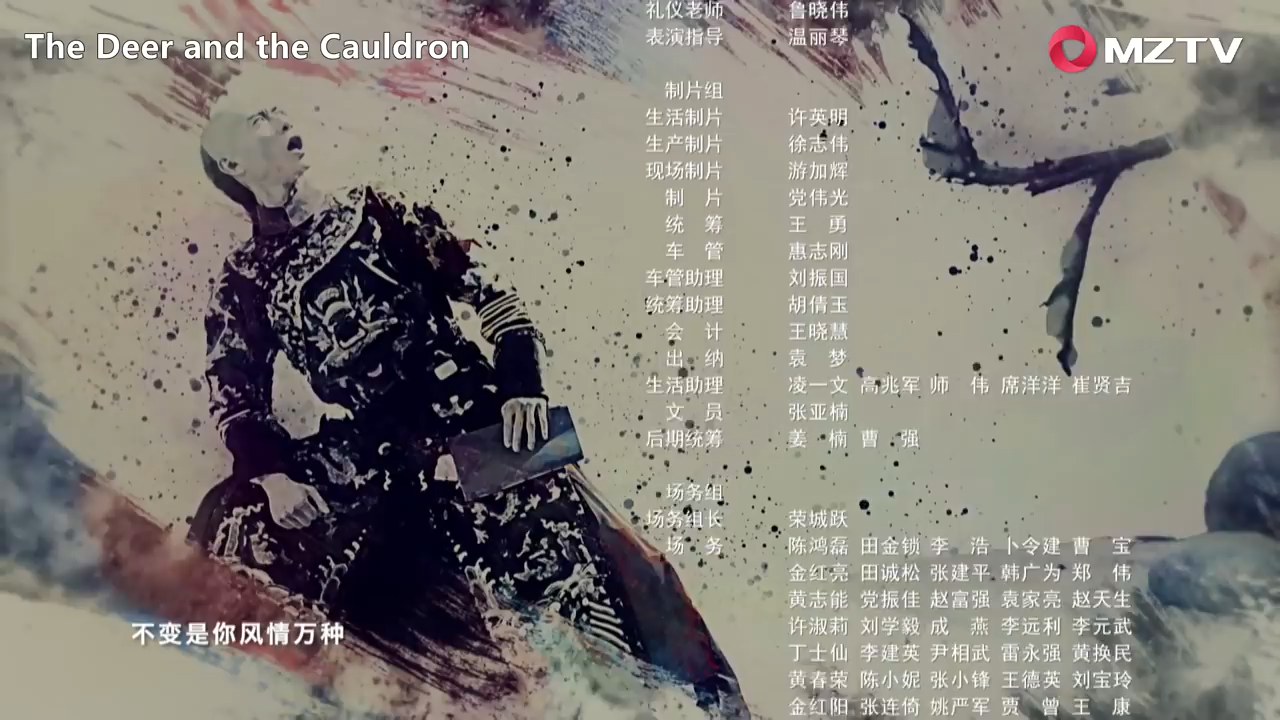 The Deer and the Cauldron
MZTV
礼仪老师 鲁晓伟
表演指导 温丽琴
制片组
生活制片 许英明
生产制片 徐志伟
现场制片 游加辉
制 片 党伟光
统 筹 王 勇
车 管 惠志刚
车管助理 刘振国
统筹助理 胡倩玉
会 计 王晓慧
出 纳 袁 梦
生活助理 凌一文 高兆军 师 伟 席洋洋 崔贤吉
文 员 张亚楠
后期统筹 姜 楠 曹 强
场务组
场务组长 荣城跃
场 务 陈鸿磊 田金锁 李 浩 卜令建 曹 宝
金红亮 田诚松 张建平 韩广为 郑 伟
黄志能 党振佳 赵富强 袁家亮 赵天生
许淑莉 刘学毅 成 燕 李远利 李元武
丁士仙 李建英 尹相武 雷永强 黄换民
黄春荣 陈小妮 张小锋 王德英 刘宝玲
金红阳 张连倚 姚严军 贾 曾 王 康
不变是你风情万种